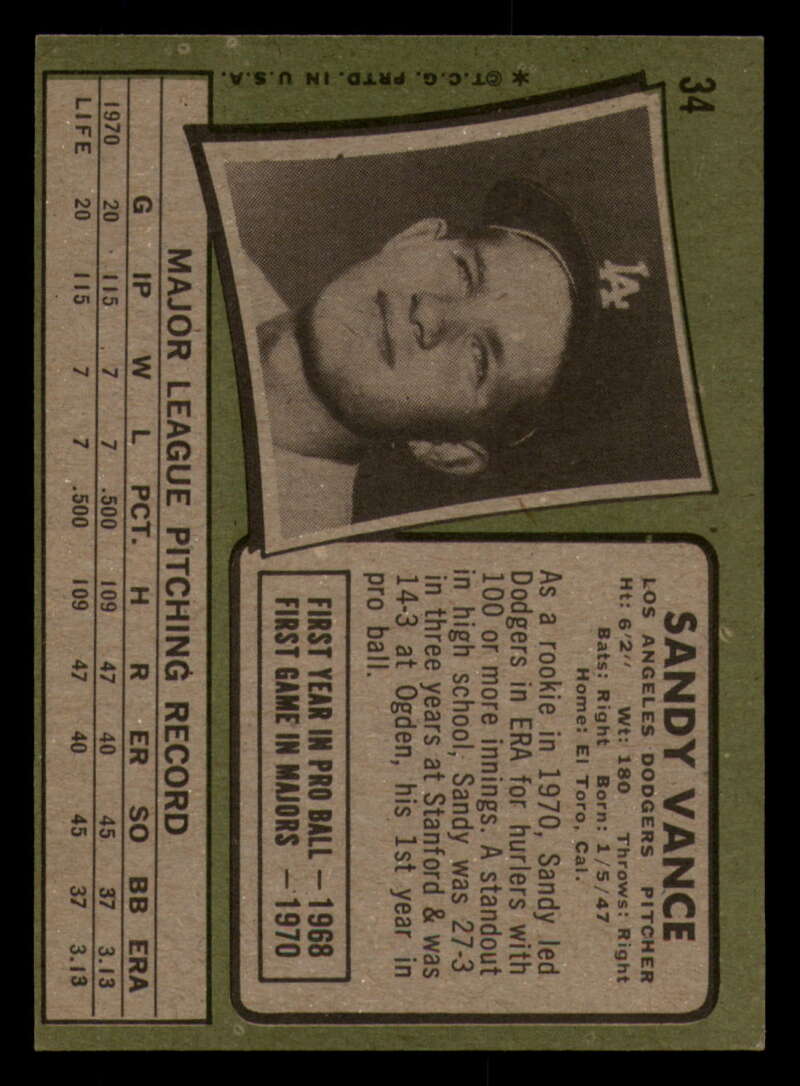 34
LA
SANDY VANCE
LOS ANGELES DODGERS PITCHER
Ht: 6'2" Wt: 180 Throws: Right
Bats: Right Born: 1/5/47
Home: El Toro, Cal.
As a rookie in 1970, Sandy led
Dodgers in ERA for hurlers with
100 or more innings. A standout
in high school, Sandy was 27-3
in three years at Stanford & was
14-3 at Ogden, his 1st year in
pro ball.
FIRST YEAR IN PRO BALL — 1968
FIRST GAME IN MAJORS — 1970
MAJOR LEAGUE PITCHING RECORD
G IP W L PCT. H R ER SO BB ERA
1970 20 115 7 7 .500 109 47 40 45 37 3.13
LIFE 20 115 7 7 .500 109 47 40 45 37 3.13
* ©T.C.G. PRTD. IN U.S.A.